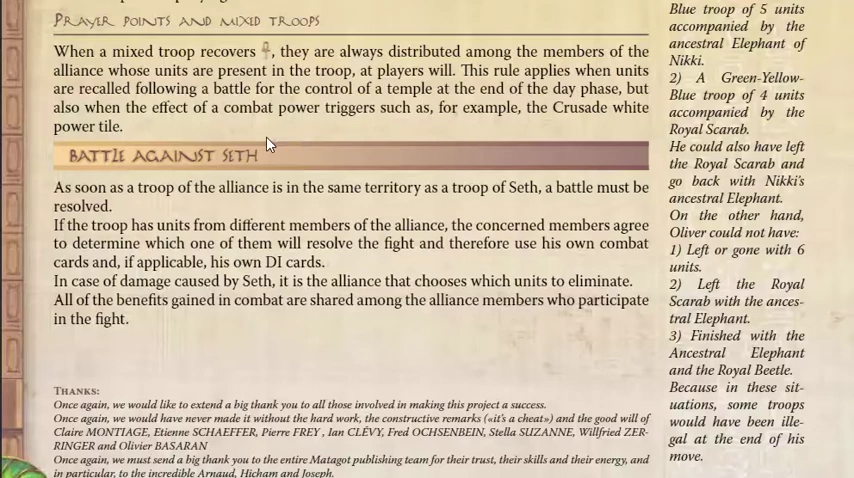 PRAYER POINTS AND MIXED TROOPS
When a mixed troop recovers , they are always distributed among the members of the
alliance whose units are present in the troop, at players will. This rule applies when units
are recalled following a battle for the control of a temple at the end of the day phase, but
also when the effect of a combat power triggers such as, for example, the Crusade white
power tile.
BATTLE AGAINST SETH
As soon as a troop of the alliance is in the same territory as a troop of Seth, a battle must be
resolved.
If the troop has units from different members of the alliance, the concerned members agree
to determine which one of them will resolve the fight and therefore use his own combat
cards and, if applicable, his own DI cards.
In case of damage caused by Seth, it is the alliance that chooses which units to eliminate.
All of the benefits gained in combat are shared among the alliance members who participate
in the fight.
THANKS:
Once again, we would like to extend a big thank you to all those involved in making this project a success.
Once again, we would have never made it without the hard work, the constructive remarks («it's a cheat») and the good will of
Claire MONTIAGE, Etienne SCHAEFFER, Pierre FREY , Ian CLÉVY, Fred OCHSENBEIN, Stella SUZANNE, Willfried ZER-
RINGER and Olivier BASARAN
Once again, we must send a big thank you to the entire Matagot publishing team for their trust, their skills and their energy, and
in particular, to the incredible Arnaud, Hicham and Joseph.
Blue troop of 5 units
accompanied by the
ancestral Elephant of
Nikki.
2) A Green-Yellow-
Blue troop of 4 units
accompanied by the
Royal Scarab.
He could also have left
the Royal Scarab and
go back with Nikki's
ancestral Elephant.
On the other hand,
Oliver could not have:
1) Left or gone with 6
units.
2) Left the Royal
Scarab with the ances-
tral Elephant.
3) Finished with the
Ancestral Elephant
and the Royal Beetle.
Because in these sit-
uations, some troops
would have been ille-
gal at the end of his
move.